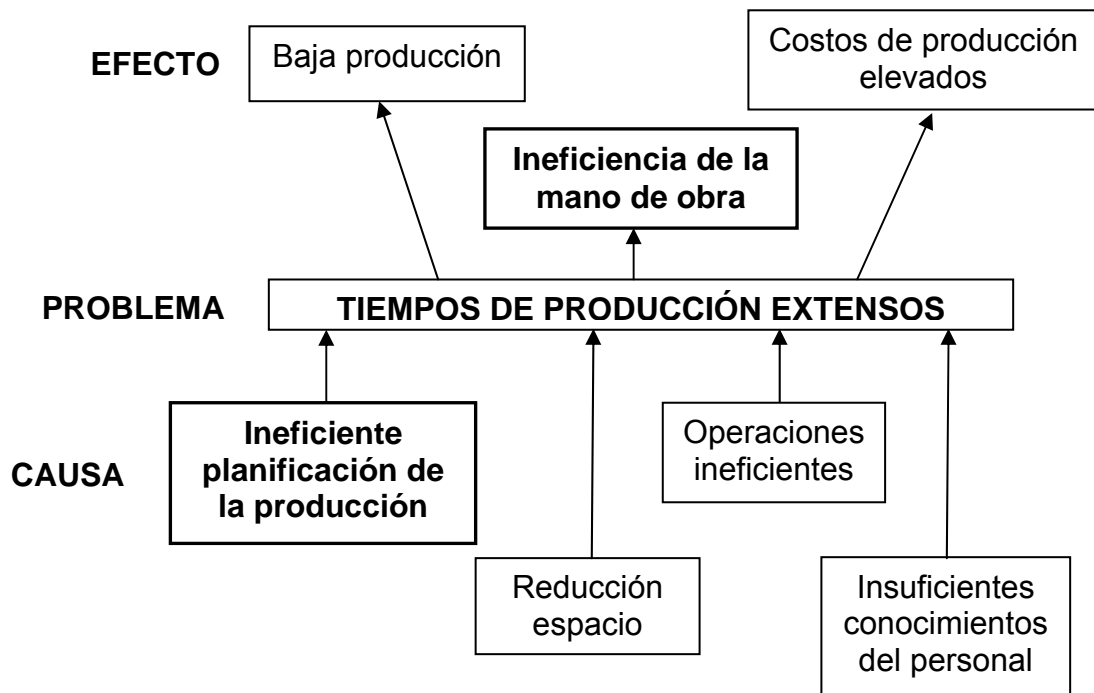 EFECTO
Baja producción
Costos de producción
elevados
Ineficiencia de la
mano de obra
PROBLEMA
TIEMPOS DE PRODUCCIÓN EXTENSOS
CAUSA
Ineficiente
planificación de
la producción
Operaciones
ineficientes
Reducción
espacio
Insuficientes
conocimientos
del personal